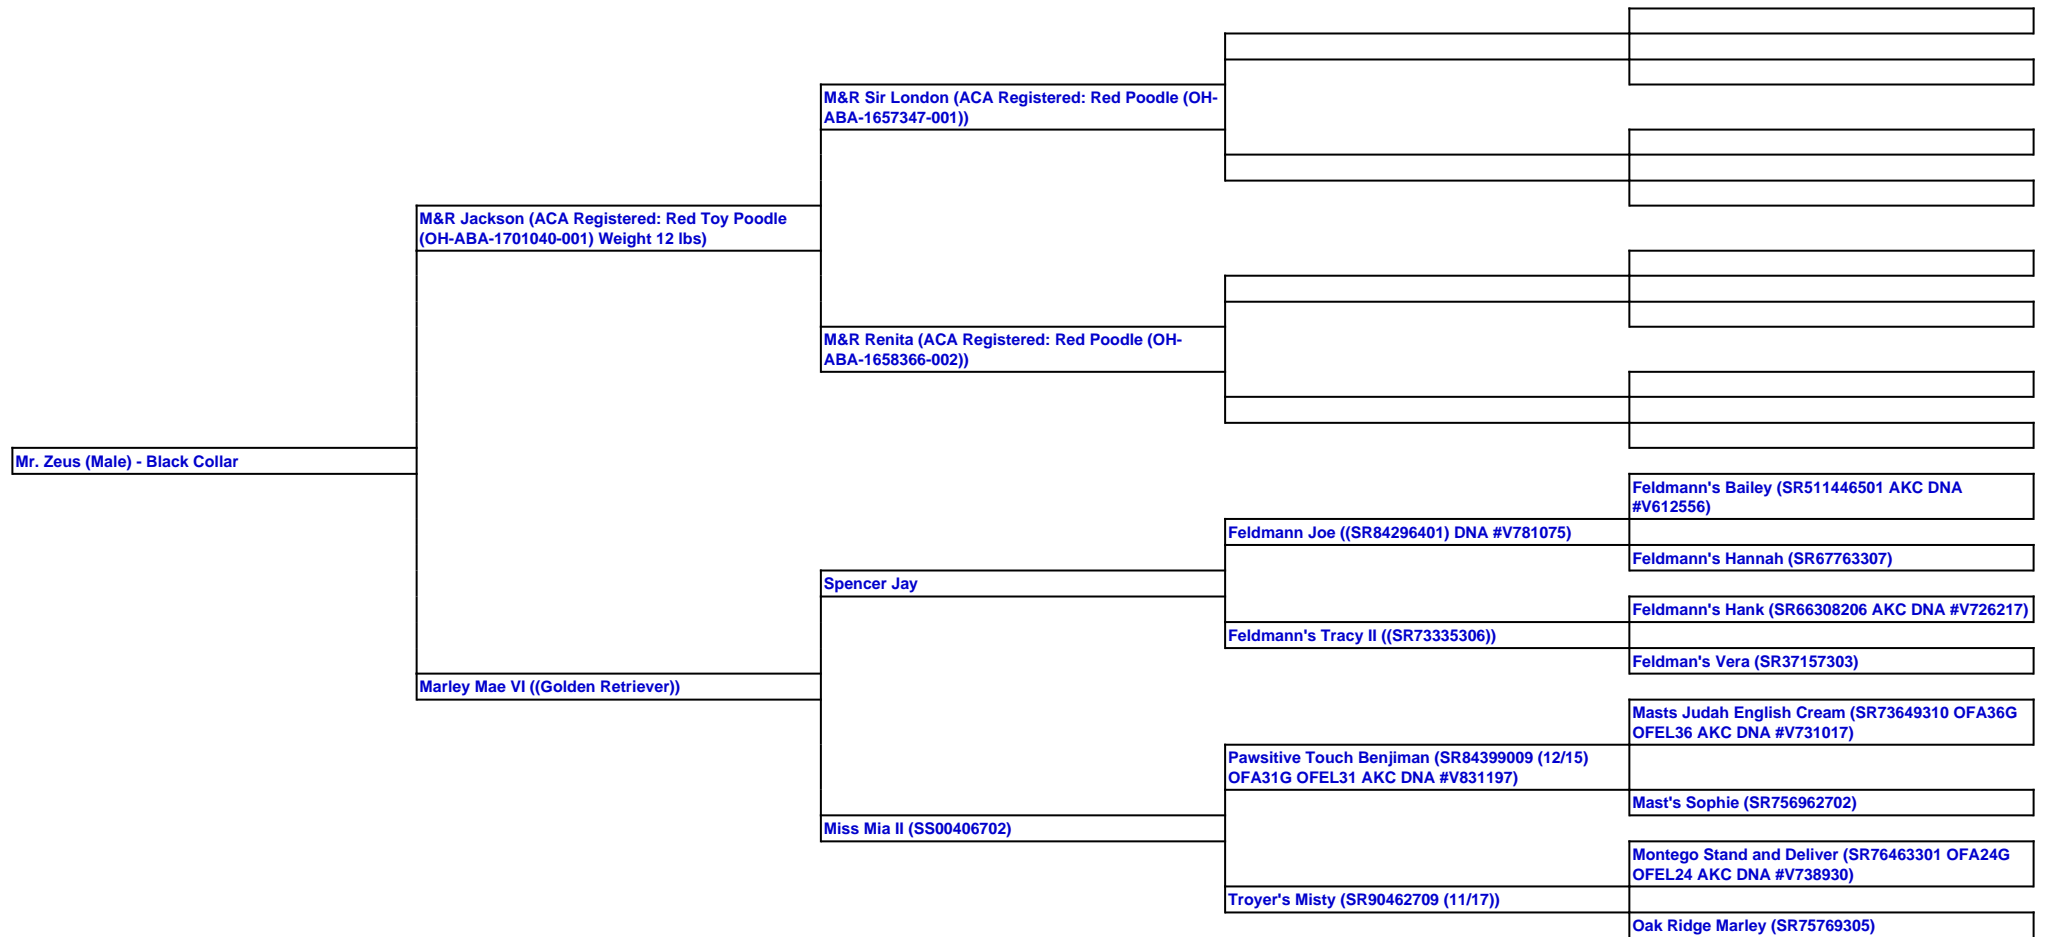 M&R Sir London (ACA Registered: Red Poodle (OH-
ABA-1657347-001))
M&R Jackson (ACA Registered: Red Toy Poodle
(OH-ABA-1701040-001) Weight 12 lbs)
M&R Renita (ACA Registered: Red Poodle (OH-
ABA-1658366-002))
Mr. Zeus (Male) - Black Collar
Feldmann's Bailey (SR511446501 AKC DNA
#V612556)
Feldmann Joe ((SR84296401) DNA #V781075)
Feldmann's Hannah (SR67763307)
Spencer Jay
Feldmann's Hank (SR66308206 AKC DNA #V726217)
Feldmann's Tracy II ((SR73335306))
Feldman's Vera (SR37157303)
Marley Mae VI ((Golden Retriever))
Masts Judah English Cream (SR73649310 OFA36G
OFEL36 AKC DNA #V731017)
Pawsitive Touch Benjiman (SR84399009 (12/15)
OFA31G OFEL31 AKC DNA #V831197)
Mast's Sophie (SR756962702)
Miss Mia II (SS00406702)
Montego Stand and Deliver (SR76463301 OFA24G
OFEL24 AKC DNA #V738930)
Troyer's Misty (SR90462709 (11/17))
Oak Ridge Marley (SR75769305)